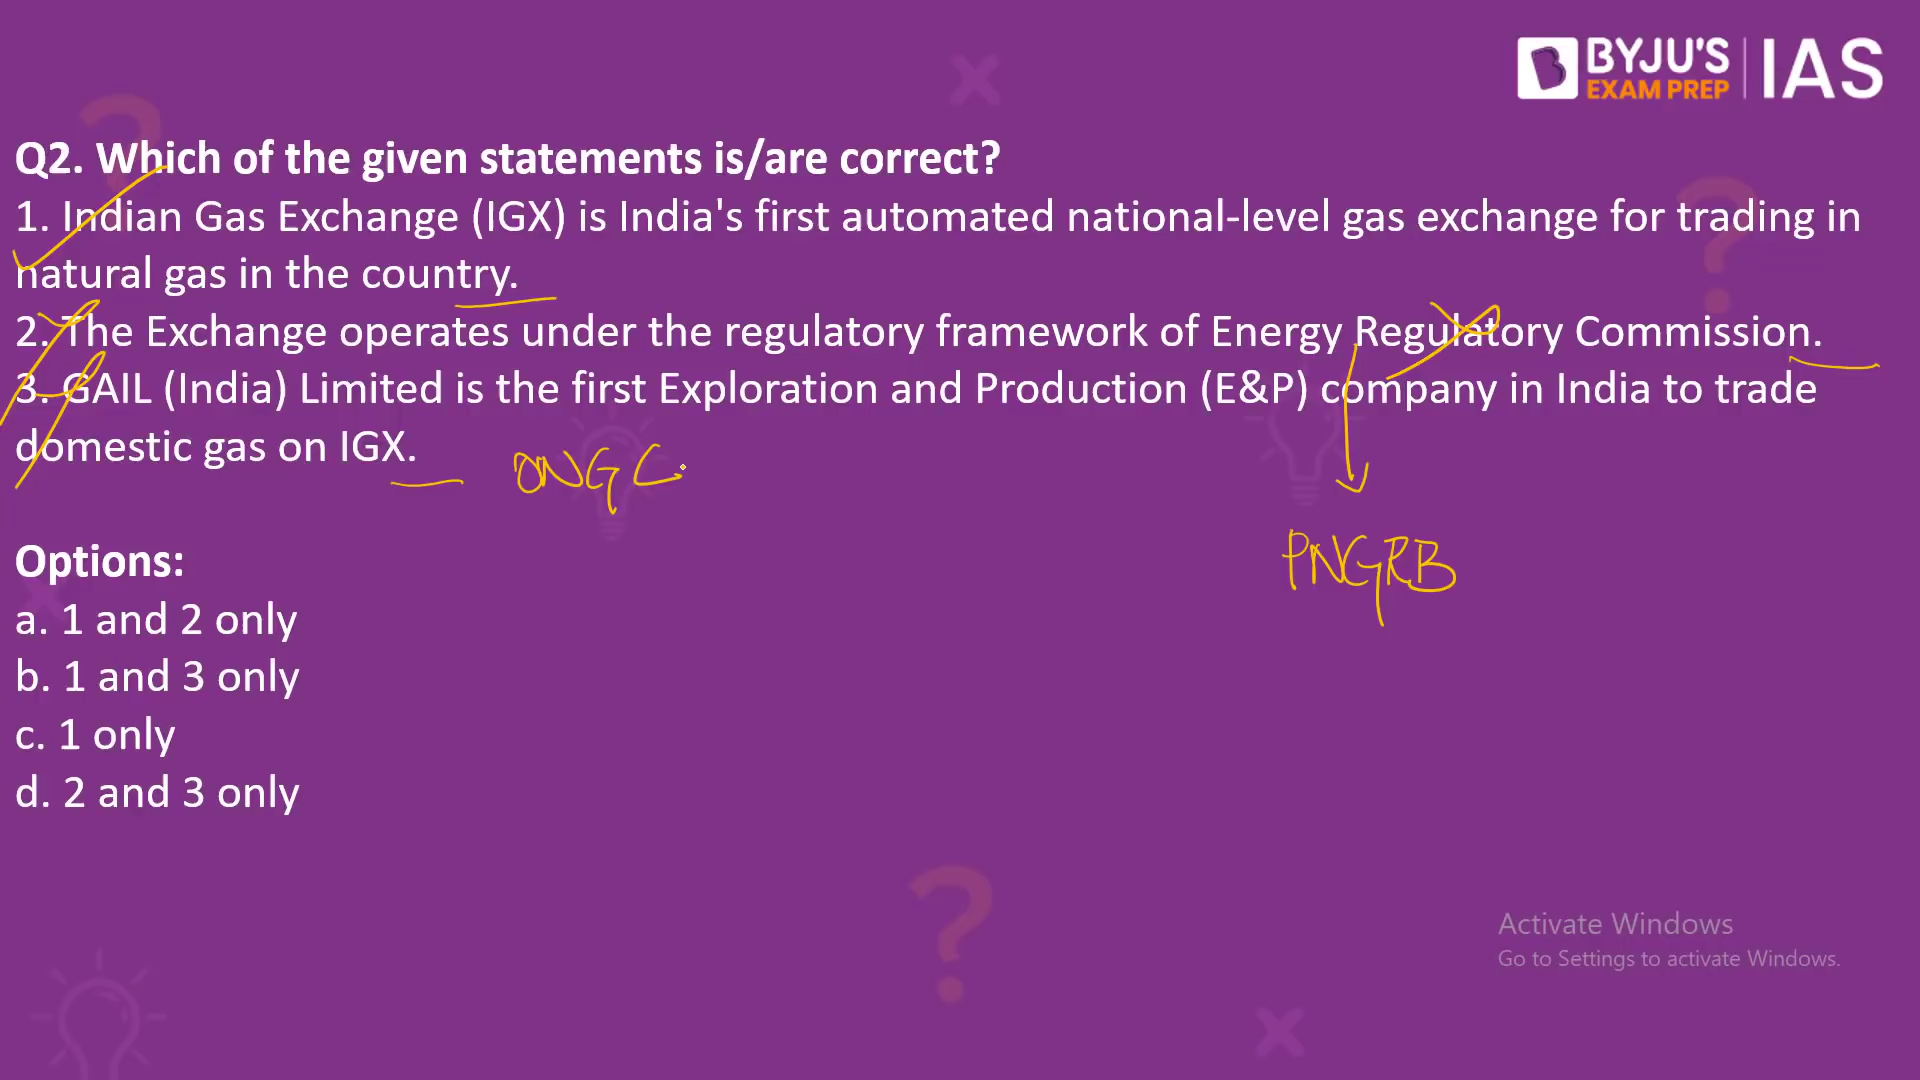 BYJU'S
EXAM PREP
IAS
Q2. Which of the given statements is/are correct?
1. Indian Gas Exchange (IGX) is India's first automated national-level gas exchange for trading in
natural gas in the country.
2. The Exchange operates under the regulatory framework of Energy Regulatory Commission.
3. GAIL (India) Limited is the first Exploration and Production (E&P) company in India to trade
domestic gas on IGX.
ONGC
PNGRB
Options:
a. 1 and 2 only
b. 1 and 3 only
c. 1 only
d. 2 and 3 only
Activate Windows
Go to Settings to activate Windows.